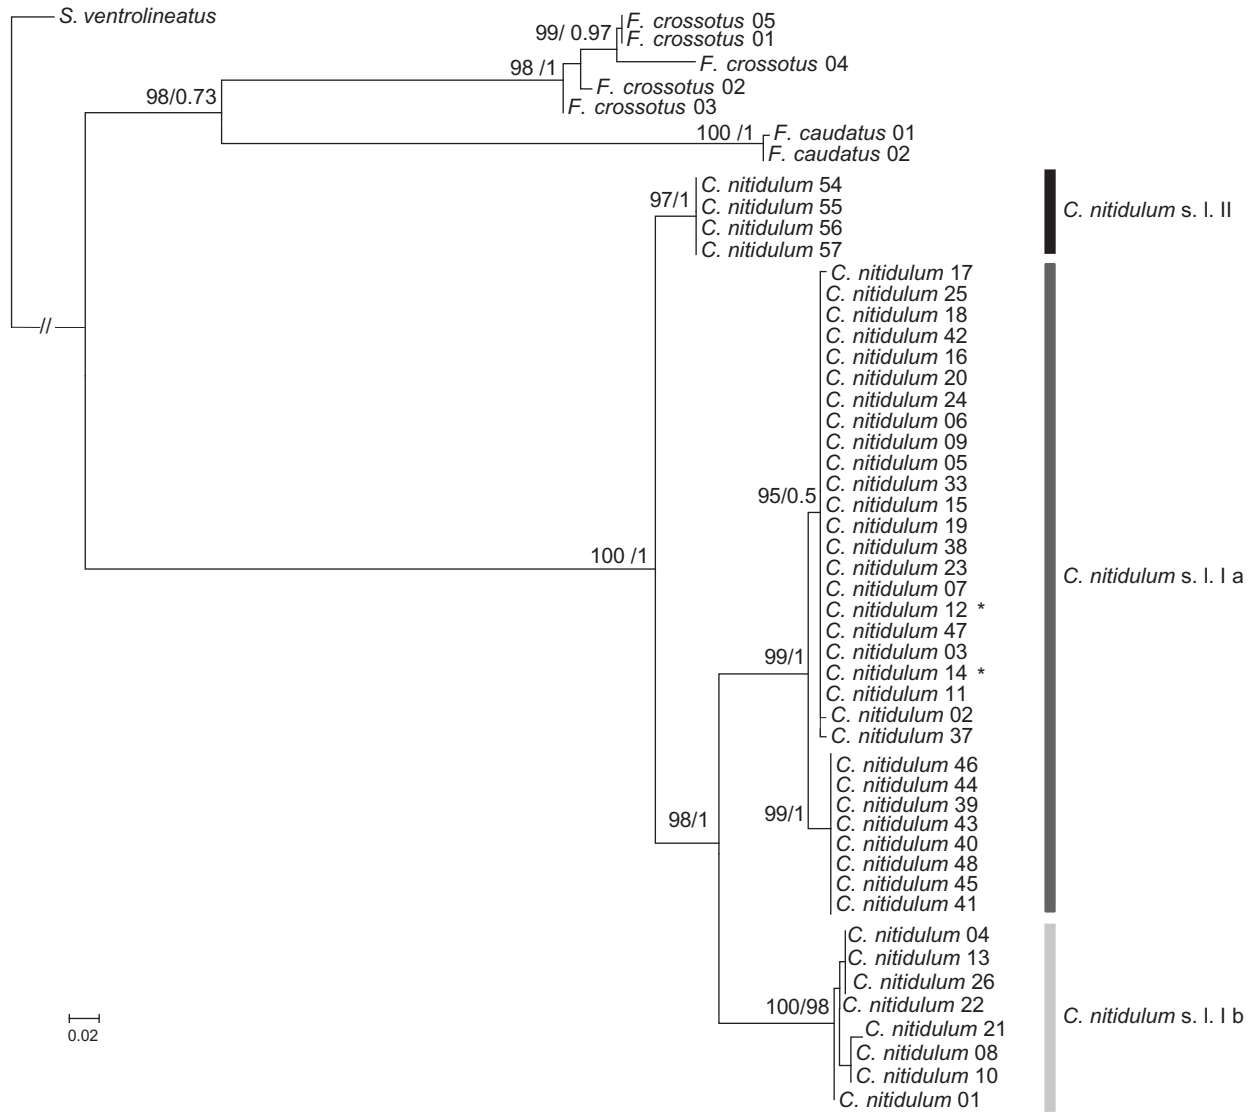 S. ventrolineatus
F. crossotus 05
99/ 0.97
F. crossotus 01
F. crossotus 04
98 /1
F. crossotus 02
98/0.73
F. crossotus 03
100 /1
F. caudatus 01
F. caudatus 02
C. nitidulum 54
97/1
C. nitidulum 55
C. nitidulum s. l. II
C. nitidulum 56
C. nitidulum 57
C. nitidulum 17
C. nitidulum 25
C. nitidulum 18
//
C. nitidulum 42
C. nitidulum 16
C. nitidulum 20
C. nitidulum 24
C. nitidulum 06
C. nitidulum 09
C. nitidulum 05
C. nitidulum 33
95/0.5
C. nitidulum 15
C. nitidulum 19
C. nitidulum 38
100 /1
C. nitidulum 23
C. nitidulum s. l. I a
C. nitidulum 07
C. nitidulum 12 *
C. nitidulum 47
C. nitidulum 03
99/1
C. nitidulum 14 *
C. nitidulum 11
C. nitidulum 02
C. nitidulum 37
C. nitidulum 46
C. nitidulum 44
C. nitidulum 39
98/1
99/1
C. nitidulum 43
C. nitidulum 40
C. nitidulum 48
C. nitidulum 45
C. nitidulum 41
C. nitidulum 04
C. nitidulum 13
C. nitidulum 26
100/98
C. nitidulum 22
C. nitidulum s. l. I b
C. nitidulum 21
0.02
C. nitidulum 08
C. nitidulum 10
C. nitidulum 01